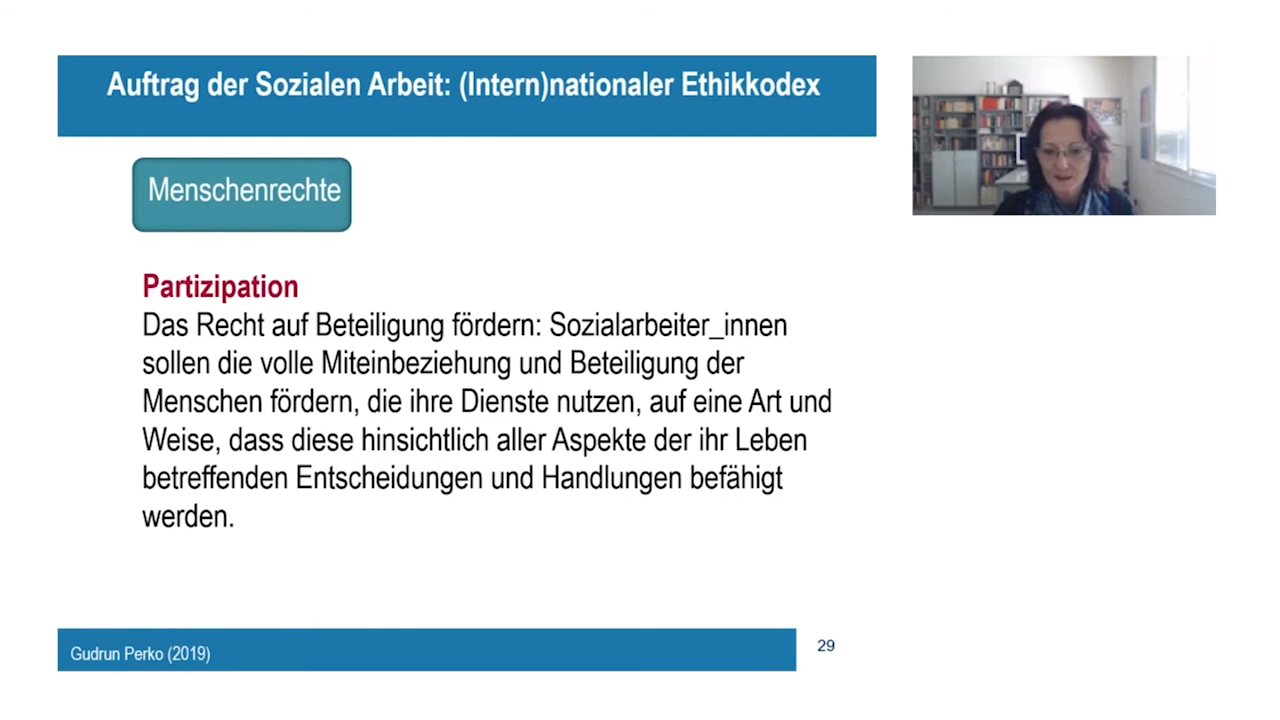 Auftrag der Sozialen Arbeit: (Intern)nationaler Ethikkodex
Menschenrechte
Partizipation
Das Recht auf Beteiligung fördern: Sozialarbeiter_innen
sollen die volle Miteinbeziehung und Beteiligung der
Menschen fördern, die ihre Dienste nutzen, auf eine Art und
Weise, dass diese hinsichtlich aller Aspekte der ihr Leben
betreffenden Entscheidungen und Handlungen befähigt
werden.
Gudrun Perko (2019)
29